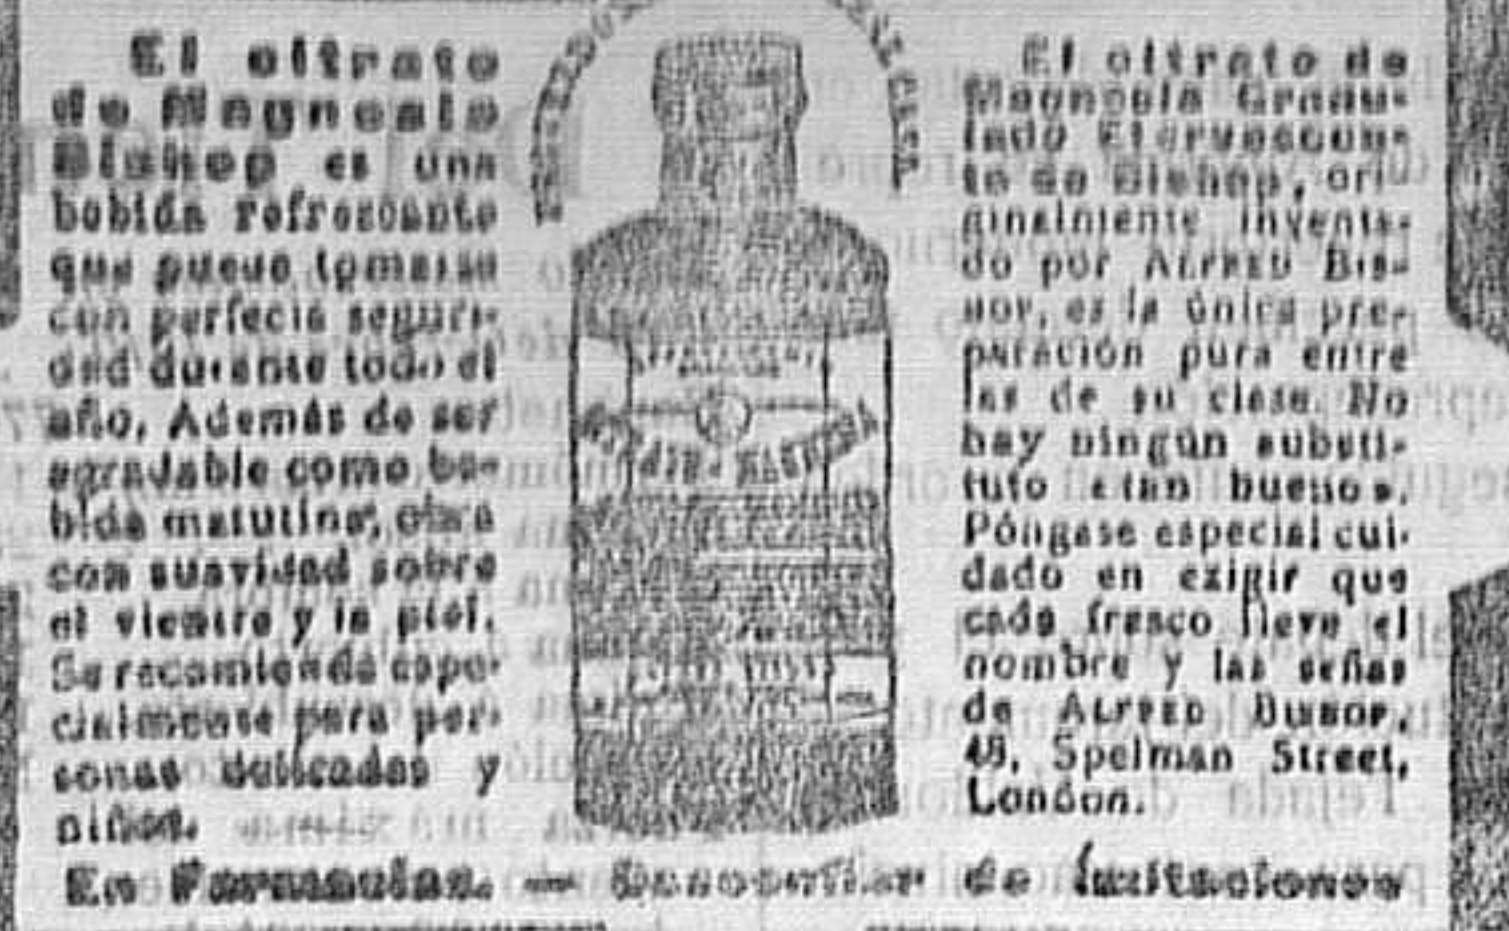 El citrato
de Magnesia
Bishop es una
bebida refrescante
que puede tomarse
con perfecta seguri-
dad durante todo el
año. Además de ser
agradable como be-
bida matutina, obra
con suavidad sobre
el vientre y la piel.
Se recomienda espe-
cialmente para per-
sonas delicadas y
niños.
El citrato de
Magnesia Granu-
lado Efervescen-
te de Bishop, ori-
ginalmente inventa-
do por ALFRED BIS-
HOP, es la única pre-
paración pura entre
las de su clase. No
hay ningún substi-
tuto «tan bueno».
Póngase especial cui-
dado en exigir que
cada frasco lleve el
nombre y las señas
de ALFRED BISHOP,
48, Spelman Street,
London.
En Farmacias. — Desconfiar de Imitaciones